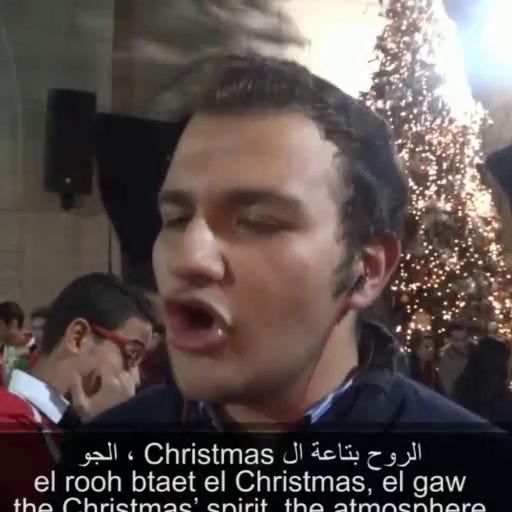 الروح بتاعة ال Christmas ، الجو
el rooh btaet el Christmas, el gaw
the Christmas' spirit, the atmosphere